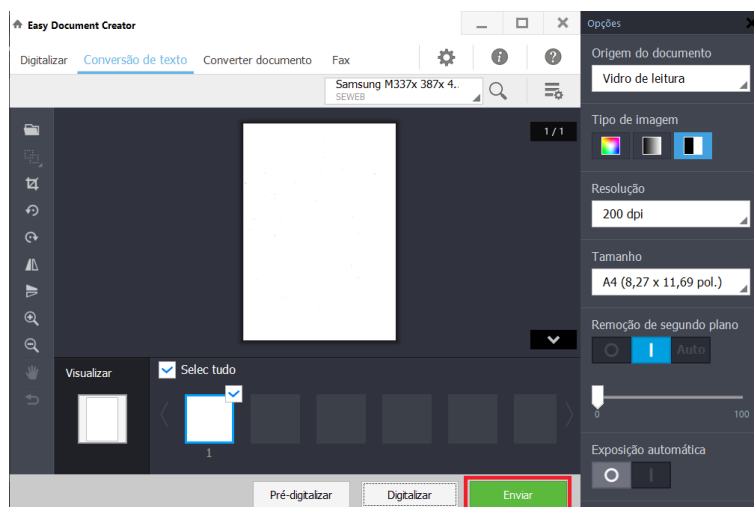 Easy Document Creator
Opções
Digitalizar Conversão de texto Converter documento Fax
Origem do documento
Samsung M337x 387x 4..
SEWEB
Vidro de leitura
1 / 1
Tipo de imagem
Resolução
200 dpi
Tamanho
A4 (8,27 x 11,69 pol.)
Remoção de segundo plano
Auto
Visualizar
Selec tudo
1
0 100
Exposição automática
Pré-digitalizar Digitalizar Enviar